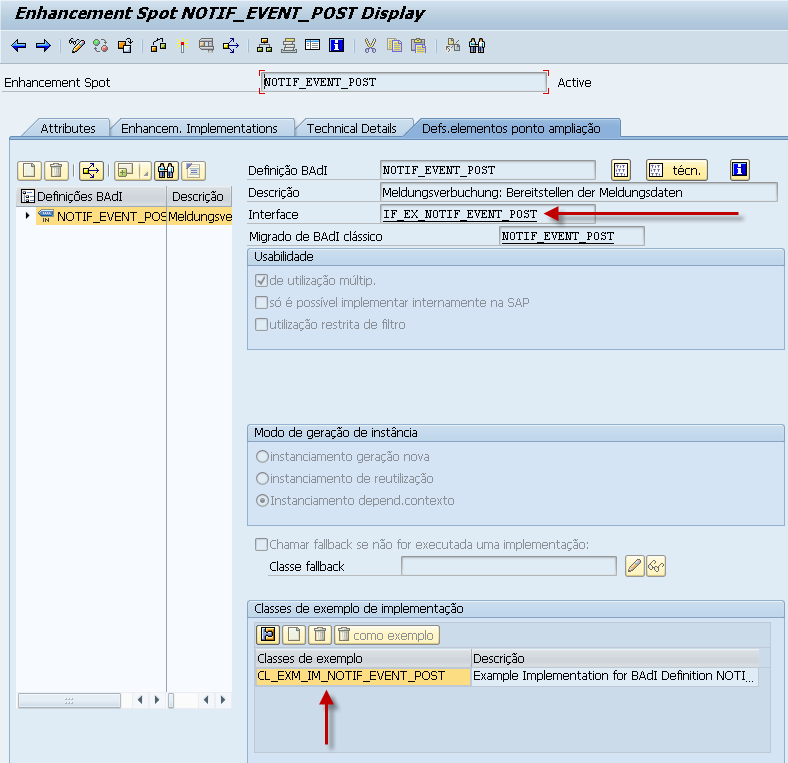 Enhancement Spot NOTIF_EVENT_POST Display
Enhancement Spot NOTIF_EVENT_POST Active
Attributes Enhancem. Implementations Technical Details Defs.elementos ponto ampliação
Definição BAdI NOTIF_EVENT_POST técn.
Definições BAdI Descrição
Descrição Meldungsverbuchung: Bereitstellen der Meldungsdaten
IN NOTIF_EVENT_POS Meldungsve
Interface IF_EX_NOTIF_EVENT_POST
Migrado de BAdI clássico NOTIF_EVENT_POST
Usabilidade
de utilização múltip.
só é possível implementar internamente na SAP
utilização restrita de filtro
Modo de geração de instância
instanciamento geração nova
instanciamento de reutilização
Instanciamento depend.contexto
Chamar fallback se não for executada uma implementação:
Classe fallback
Classes de exemplo de implementação
como exemplo
Classes de exemplo Descrição
CL_EXM_IM_NOTIF_EVENT_POST Example Implementation for BAdI Definition NOTI...